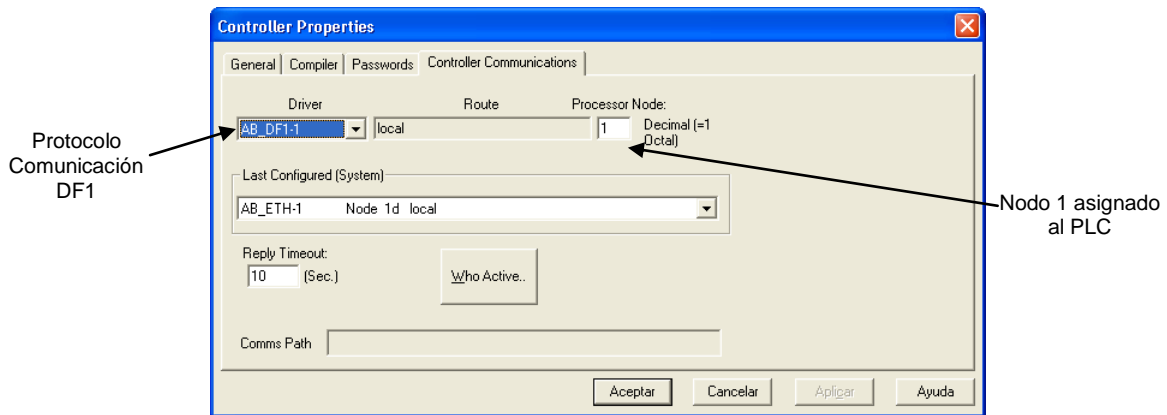 Controller Properties
General Compiler Passwords Controller Communications
Driver Route Processor Node:
AB_DF1-1 local 1 Decimal (=1
Octal)
Protocolo
Comunicación
DF1
Last Configured (System)
AB_ETH-1 Node 1d local
Nodo 1 asignado
al PLC
Reply Timeout:
10 (Sec.) Who Active..
Comms Path
Aceptar Cancelar Aplicar Ayuda